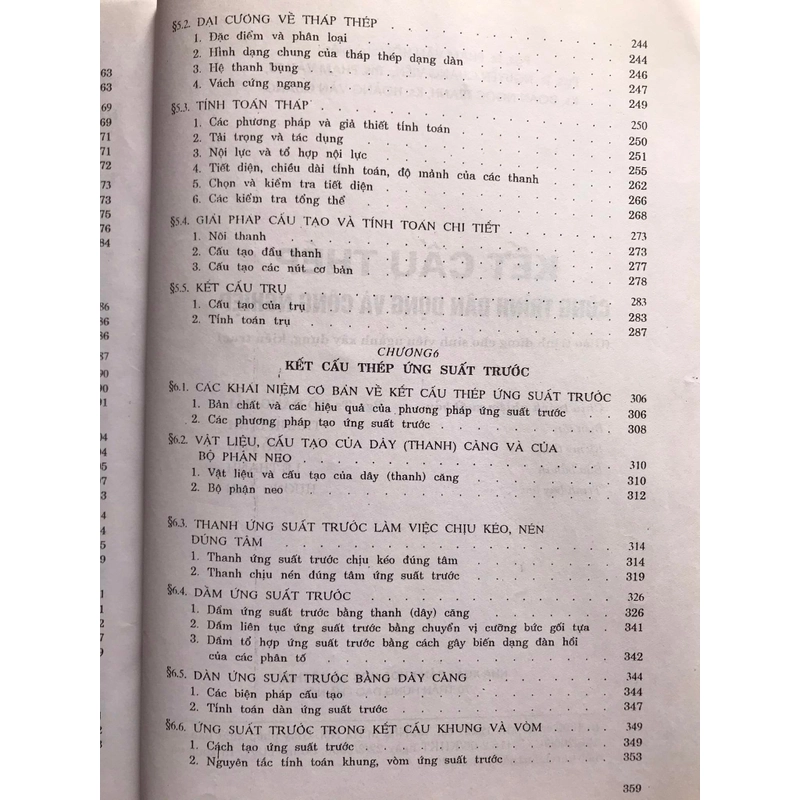 §5.2. ĐẠI CƯƠNG VỀ THÁP THÉP
1. Đặc điểm và phân loại 244
2. Hình dạng chung của tháp thép dạng dàn 244
3. Hệ thanh bụng 246
4. Vách cứng ngang 247
249
§5.3. TÍNH TOÁN THÁP
1. Các phương pháp và giả thiết tính toán 250
2. Tải trọng và tác dụng 250
3. Nội lực và tổ hợp nội lực 251
4. Tiết diện, chiều dài tính toán, độ mảnh của các thanh 255
5. Chọn và kiểm tra tiết diện 262
6. Các kiểm tra tổng thể 266
268
§5.4. GIẢI PHÁP CẤU TẠO VÀ TÍNH TOÁN CHI TIẾT
1. Nối thanh 273
2. Cấu tạo đầu thanh 273
3. Cấu tạo các nút cơ bản 277
278
§5.5. KẾT CẤU TRỤ
1. Cấu tạo của trụ 283
2. Tính toán trụ 283
287
CHƯƠNG6
KẾT CẤU THÉP ỨNG SUẤT TRƯỚC
§6.1. CÁC KHÁI NIỆM CƠ BẢN VỀ KẾT CẤU THÉP ỨNG SUẤT TRƯỚC 306
1. Bản chất và các hiệu quả của phương pháp ứng suất trước 306
2. Các phương pháp tạo ứng suất trước 308
§6.2. VẬT LIỆU, CẤU TẠO CỦA DÂY (THANH) CĂNG VÀ CỦA
BỘ PHẬN NEO 310
1. Vật liệu và cấu tạo của dây (thanh) căng 310
2. Bộ phận neo 312
§6.3. THANH ỨNG SUẤT TRƯỚC LÀM VIỆC CHỊU KÉO, NÉN
ĐÚNG TÂM 314
1. Thanh ứng suất trước chịu kéo đúng tâm 314
2. Thanh chịu nén đúng tâm ứng suất trước 319
§6.4. DẦM ỨNG SUẤT TRƯỚC 326
1. Dầm ứng suất trước bằng thanh (dây) căng 326
2. Dầm liên tục ứng suất trước bằng chuyển vị cưỡng bức gối tựa 341
3. Dầm tổ hợp ứng suất trước bằng cách gây biến dạng đàn hồi
của các phân tố 342
§6.5. DÀN ỨNG SUẤT TRƯỚC BẰNG DÂY CĂNG 344
1. Các biện pháp cấu tạo 344
2. Tính toán dàn ứng suất trước 347
§6.6. ỨNG SUẤT TRƯỚC TRONG KẾT CẤU KHUNG VÀ VÒM 349
1. Cách tạo ứng suất trước 349
2. Nguyên tắc tính toán khung, vòm ứng suất trước 353
359